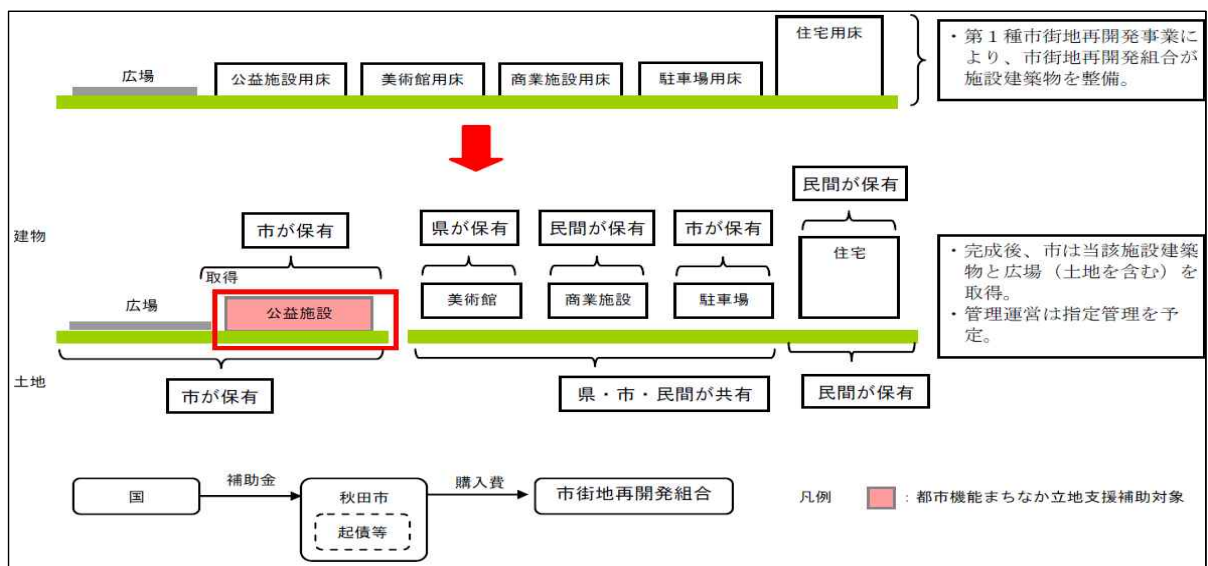 住宅用床
広場
公益施設用床
美術館用床
商業施設用床
駐車場用床
・第１種市街地再開発事業に
より、市街地再開発組合が
施設建築物を整備。
民間が保有
市が保有
県が保有
民間が保有
市が保有
建物
取得
住宅
広場
公益施設
美術館
商業施設
駐車場
・完成後、市は当該施設建築
物と広場（土地を含む）を
取得。
・管理運営は指定管理を予
定。
土地
市が保有
県・市・民間が共有
民間が保有
国
補助金
秋田市
起債等
購入費
市街地再開発組合
凡例
：都市機能まちなか立地支援補助対象